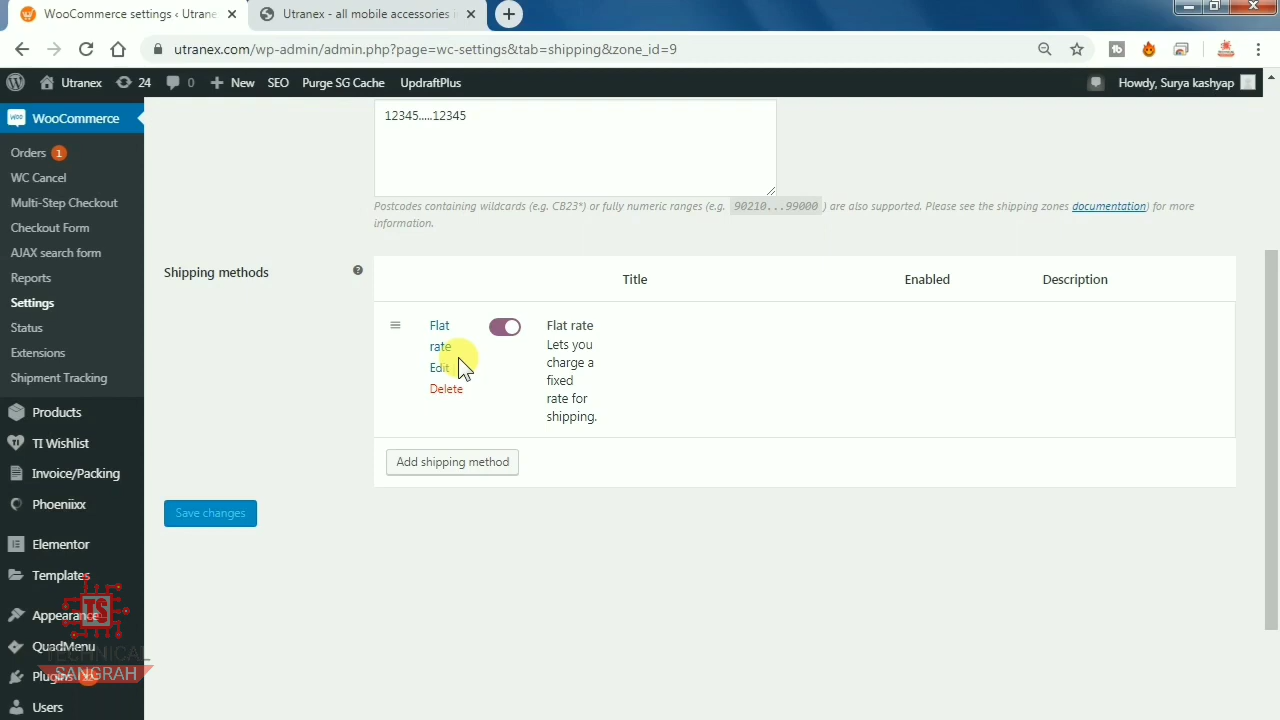 WooCommerce settings ‹ Utrane
Utranex - all mobile accessories i
utranex.com/wp-admin/admin.php?page=wc-settings&tab=shipping&zone_id=9
Utranex 24 0 New SEO Purge SG Cache UpdraftPlus Howdy, Surya kashyap
WooCommerce
Orders 1
WC Cancel
Multi-Step Checkout
Checkout Form
AJAX search form
Reports
Settings
Status
Extensions
Shipment Tracking
Products
TI Wishlist
Invoice/Packing
Phoeniixx
Elementor
Templates
Appearance
QuadMenu
Plugins
Users
12345.....12345
Postcodes containing wildcards (e.g. CB23*) or fully numeric ranges (e.g. 90210...99000 ) are also supported. Please see the shipping zones documentation) for more
information.
Shipping methods
Title Enabled Description
Flat
rate
Edit
Delete
Flat rate
Lets you
charge a
fixed
rate for
shipping.
Add shipping method
Save changes
TS
TECHNICAL
SANGRAH